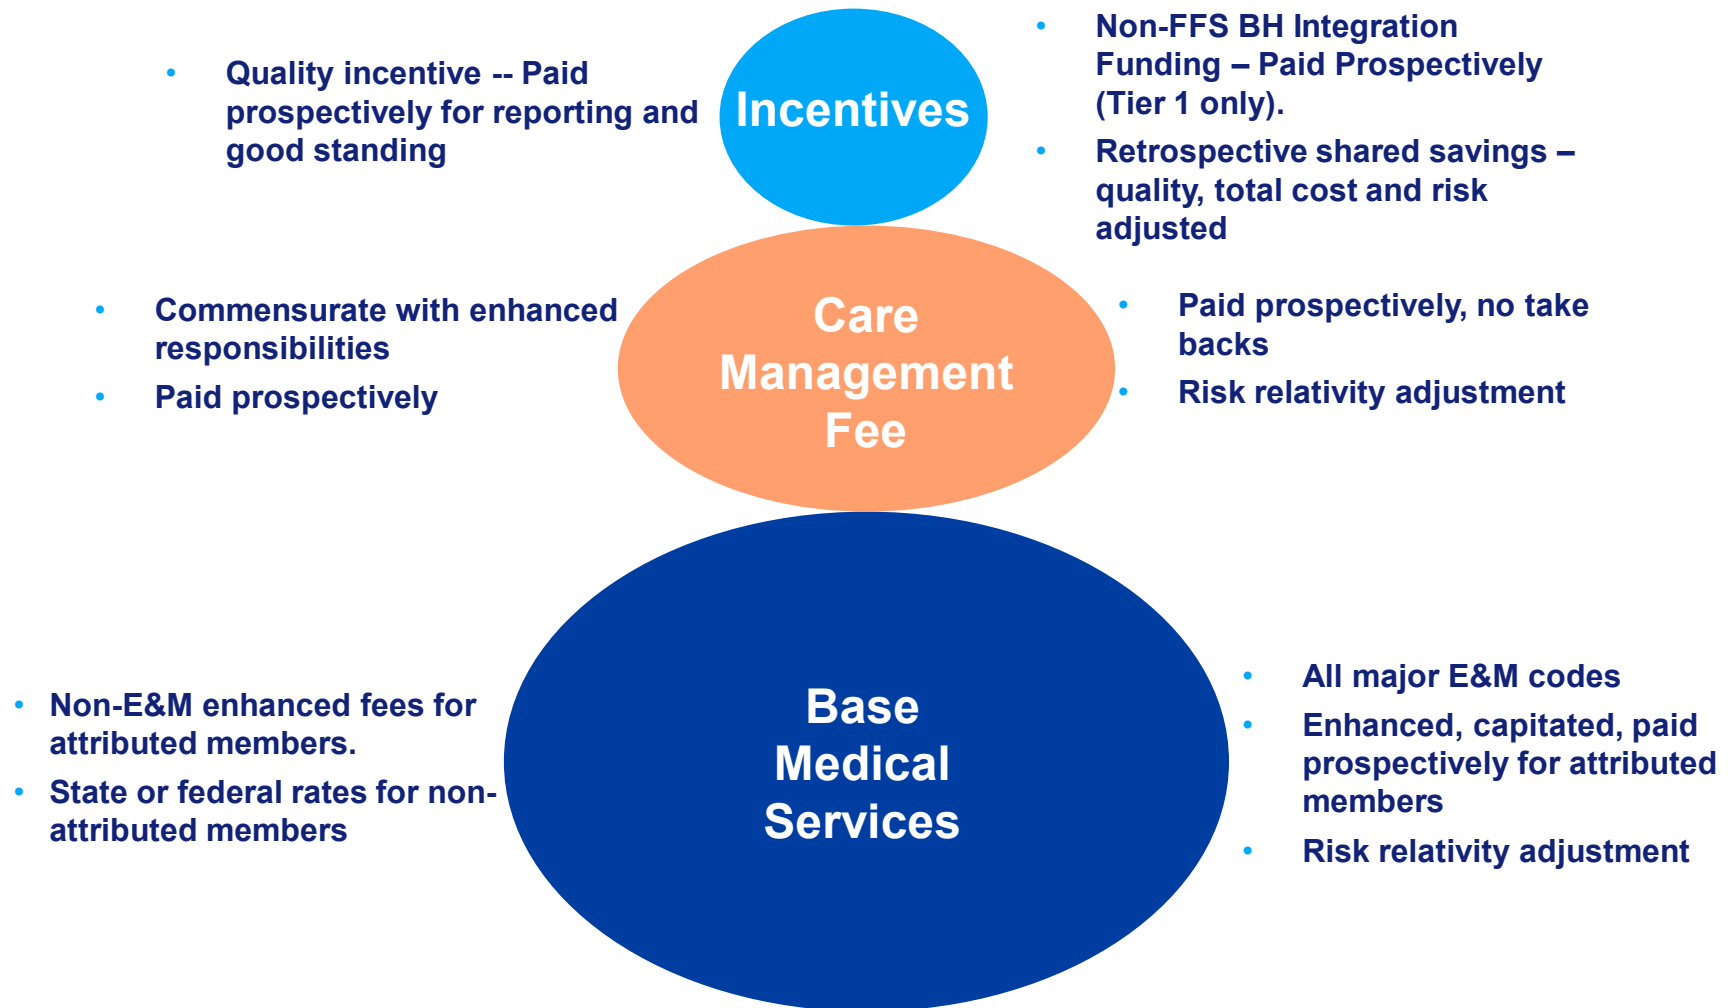 • Quality incentive -- Paid
prospectively for reporting and
good standing
Incentives
• Non-FFS BH Integration
Funding – Paid Prospectively
(Tier 1 only).
• Retrospective shared savings –
quality, total cost and risk
adjusted
• Commensurate with enhanced
responsibilities
• Paid prospectively
Care
Management
Fee
• Paid prospectively, no take
backs
• Risk relativity adjustment
• Non-E&M enhanced fees for
attributed members.
• State or federal rates for non-
attributed members
Base
Medical
Services
• All major E&M codes
• Enhanced, capitated, paid
prospectively for attributed
members
• Risk relativity adjustment